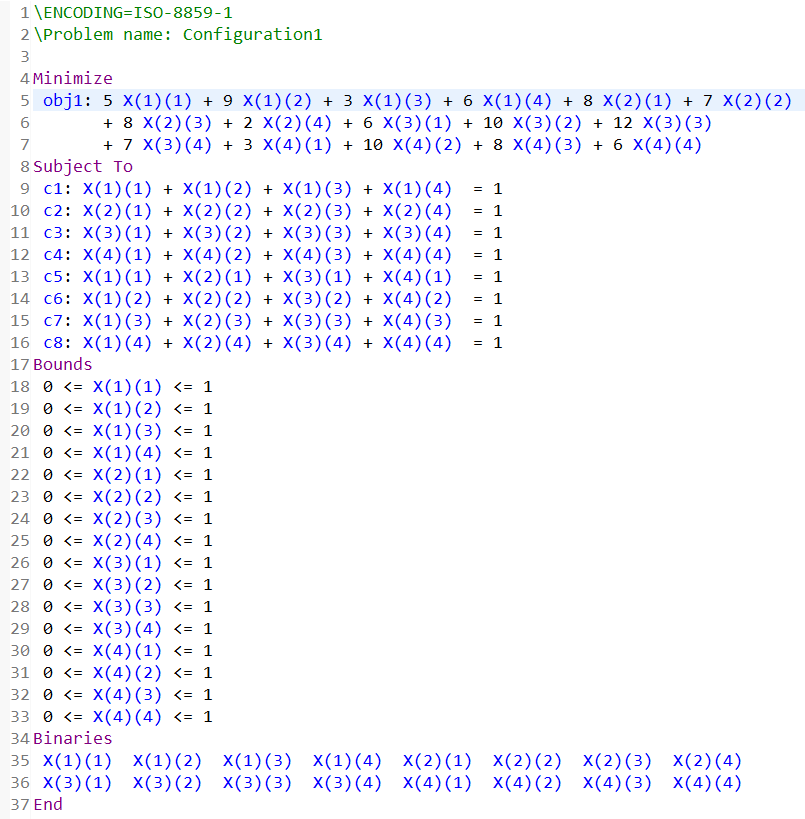 1 \ENCODING=ISO-8859-1
2 \Problem name: Configuration1
3
4 Minimize
5 obj1: 5 X(1)(1) + 9 X(1)(2) + 3 X(1)(3) + 6 X(1)(4) + 8 X(2)(1) + 7 X(2)(2)
6 + 8 X(2)(3) + 2 X(2)(4) + 6 X(3)(1) + 10 X(3)(2) + 12 X(3)(3)
7 + 7 X(3)(4) + 3 X(4)(1) + 10 X(4)(2) + 8 X(4)(3) + 6 X(4)(4)
8 Subject To
9 c1: X(1)(1) + X(1)(2) + X(1)(3) + X(1)(4) = 1
10 c2: X(2)(1) + X(2)(2) + X(2)(3) + X(2)(4) = 1
11 c3: X(3)(1) + X(3)(2) + X(3)(3) + X(3)(4) = 1
12 c4: X(4)(1) + X(4)(2) + X(4)(3) + X(4)(4) = 1
13 c5: X(1)(1) + X(2)(1) + X(3)(1) + X(4)(1) = 1
14 c6: X(1)(2) + X(2)(2) + X(3)(2) + X(4)(2) = 1
15 c7: X(1)(3) + X(2)(3) + X(3)(3) + X(4)(3) = 1
16 c8: X(1)(4) + X(2)(4) + X(3)(4) + X(4)(4) = 1
17 Bounds
18 0 <= X(1)(1) <= 1
19 0 <= X(1)(2) <= 1
20 0 <= X(1)(3) <= 1
21 0 <= X(1)(4) <= 1
22 0 <= X(2)(1) <= 1
23 0 <= X(2)(2) <= 1
24 0 <= X(2)(3) <= 1
25 0 <= X(2)(4) <= 1
26 0 <= X(3)(1) <= 1
27 0 <= X(3)(2) <= 1
28 0 <= X(3)(3) <= 1
29 0 <= X(3)(4) <= 1
30 0 <= X(4)(1) <= 1
31 0 <= X(4)(2) <= 1
32 0 <= X(4)(3) <= 1
33 0 <= X(4)(4) <= 1
34 Binaries
35 X(1)(1) X(1)(2) X(1)(3) X(1)(4) X(2)(1) X(2)(2) X(2)(3) X(2)(4)
36 X(3)(1) X(3)(2) X(3)(3) X(3)(4) X(4)(1) X(4)(2) X(4)(3) X(4)(4)
37 End